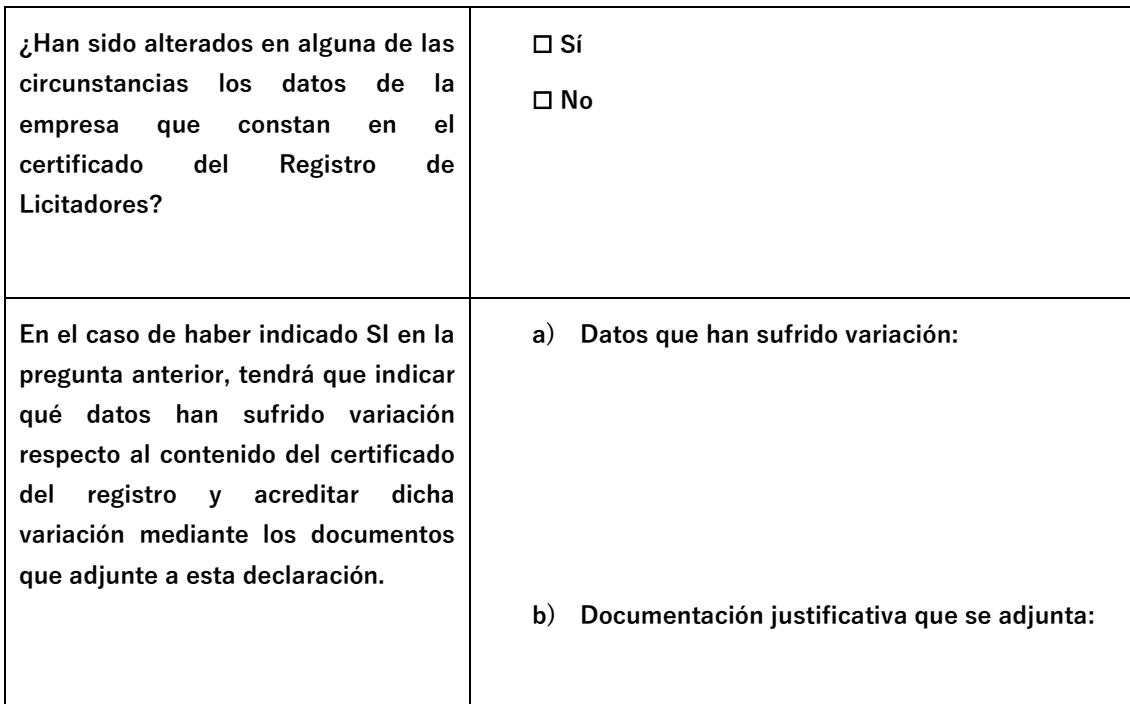 ¿Han sido alterados en alguna de las
circunstancias los datos de la
empresa que constan en el
certificado del Registro de
Licitadores?
☐ Sí
☐ No
En el caso de haber indicado SI en la
pregunta anterior, tendrá que indicar
qué datos han sufrido variación
respecto al contenido del certificado
del registro y acreditar dicha
variación mediante los documentos
que adjunte a esta declaración.
a) Datos que han sufrido variación:
b) Documentación justificativa que se adjunta: